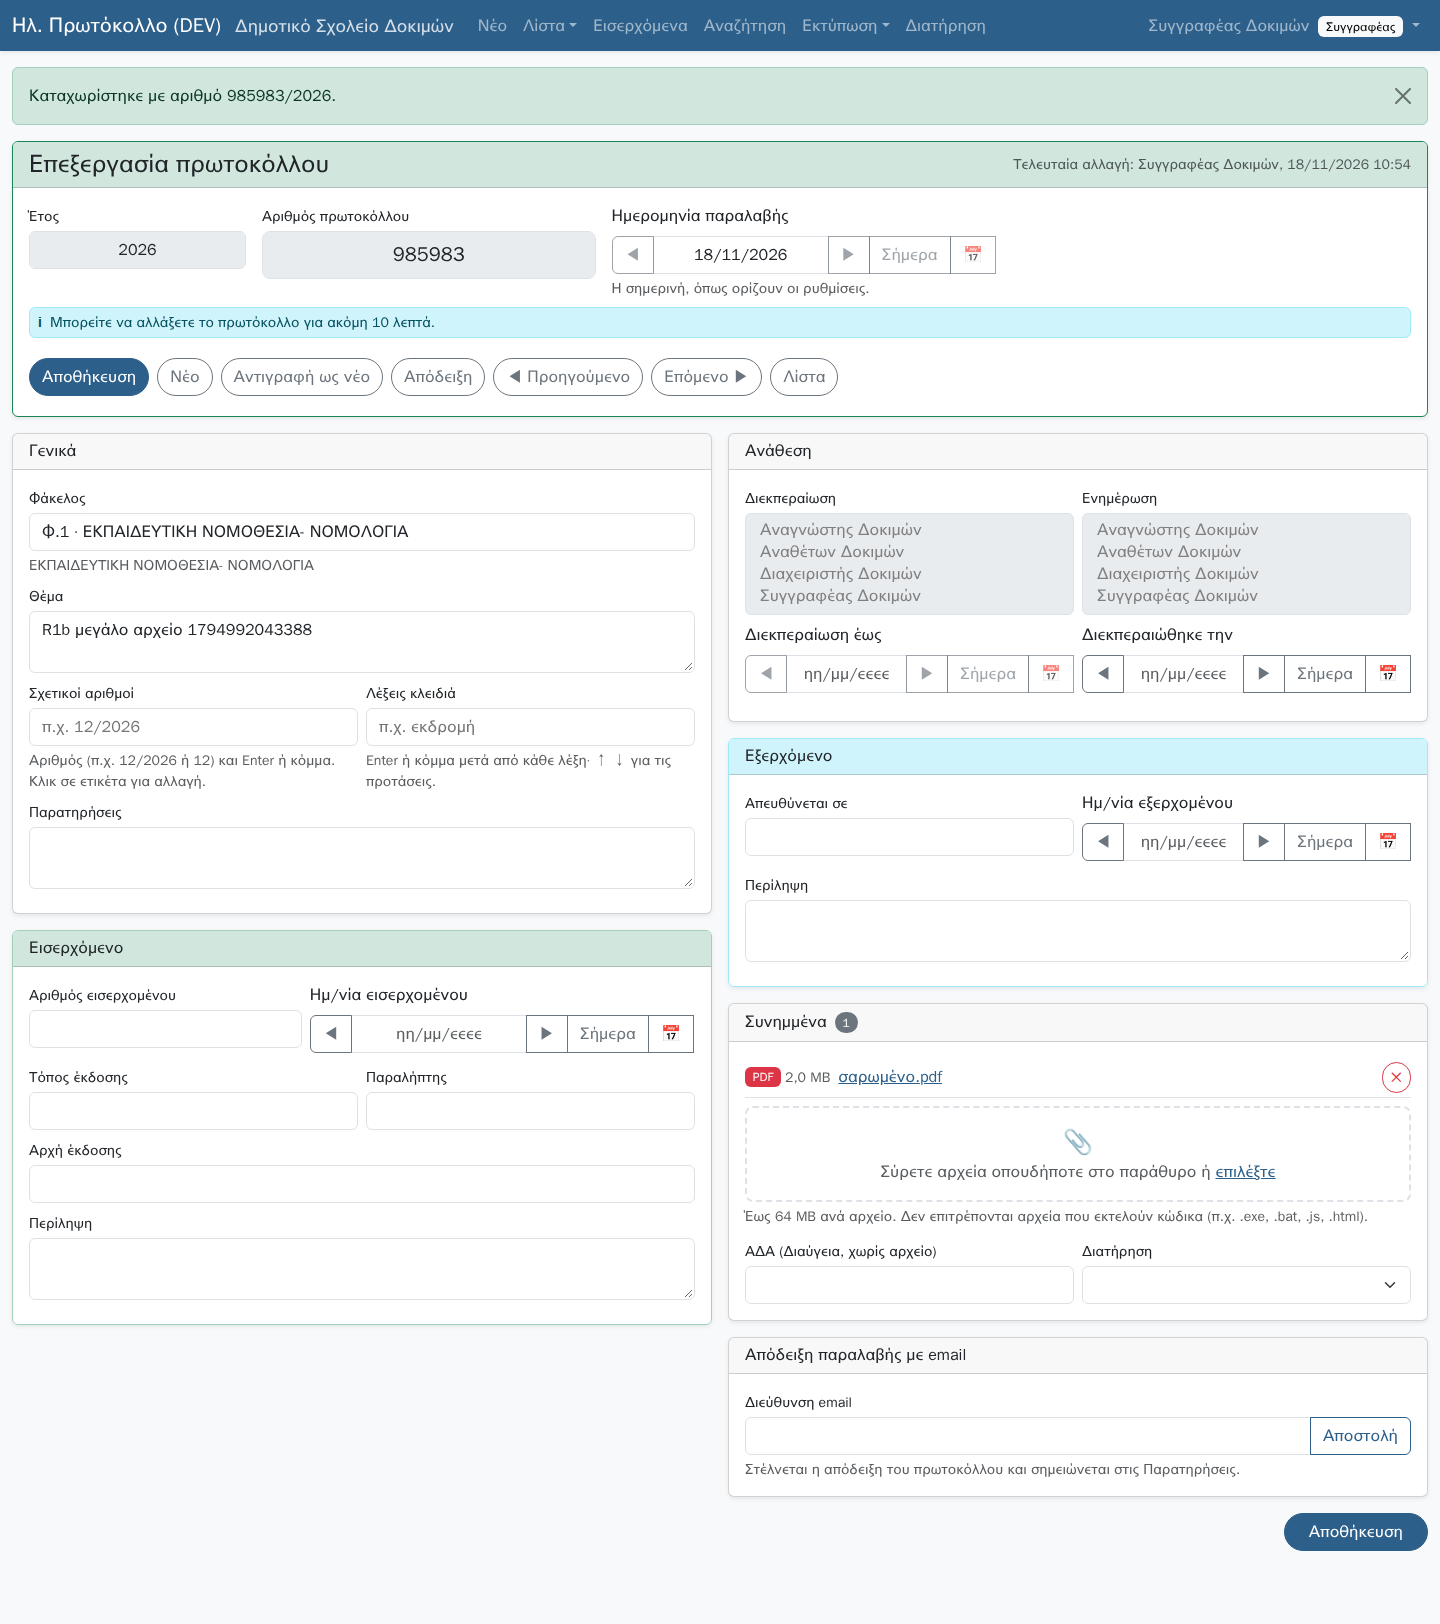 Ηλ. Πρωτόκολλο (DEV) Δημοτικό Σχολείο Δοκιμών Νέο Λίστα Εισερχόμενα Αναζήτηση Εκτύπωση Διατήρηση Συγγραφέας Δοκιμών Συγγραφέας
Καταχωρίστηκε με αριθμό 985983/2026.
Επεξεργασία πρωτοκόλλου Τελευταία αλλαγή: Συγγραφέας Δοκιμών, 18/11/2026 10:54
Έτος Αριθμός πρωτοκόλλου Ημερομηνία παραλαβής
2026 985983 ◀ 18/11/2026 ▶ Σήμερα 📅
Η σημερινή, όπως ορίζουν οι ρυθμίσεις.
ℹ Μπορείτε να αλλάξετε το πρωτόκολλο για ακόμη 10 λεπτά.
Αποθήκευση Νέο Αντιγραφή ως νέο Απόδειξη ◀ Προηγούμενο Επόμενο ▶ Λίστα
Γενικά
Φάκελος
Φ.1 · ΕΚΠΑΙΔΕΥΤΙΚΗ ΝΟΜΟΘΕΣΙΑ- ΝΟΜΟΛΟΓΙΑ
ΕΚΠΑΙΔΕΥΤΙΚΗ ΝΟΜΟΘΕΣΙΑ- ΝΟΜΟΛΟΓΙΑ
Θέμα
R1b μεγάλο αρχείο 1794992043388
Σχετικοί αριθμοί Λέξεις κλειδιά
π.χ. 12/2026 π.χ. εκδρομή
Αριθμός (π.χ. 12/2026 ή 12) και Enter ή κόμμα. Κλικ σε ετικέτα για αλλαγή.
Enter ή κόμμα μετά από κάθε λέξη· ↑ ↓ για τις προτάσεις.
Παρατηρήσεις
Εισερχόμενο
Αριθμός εισερχομένου Ημ/νία εισερχομένου
◀ ηη/μμ/εεεε ▶ Σήμερα 📅
Τόπος έκδοσης Παραλήπτης
Αρχή έκδοσης
Περίληψη
Ανάθεση
Διεκπεραίωση Ενημέρωση
Αναγνώστης Δοκιμών Αναγνώστης Δοκιμών
Αναθέτων Δοκιμών Αναθέτων Δοκιμών
Διαχειριστής Δοκιμών Διαχειριστής Δοκιμών
Συγγραφέας Δοκιμών Συγγραφέας Δοκιμών
Διεκπεραίωση έως Διεκπεραιώθηκε την
◀ ηη/μμ/εεεε ▶ Σήμερα 📅 ◀ ηη/μμ/εεεε ▶ Σήμερα 📅
Εξερχόμενο
Απευθύνεται σε Ημ/νία εξερχομένου
◀ ηη/μμ/εεεε ▶ Σήμερα 📅
Περίληψη
Συνημμένα 1
PDF 2,0 MB σαρωμένο.pdf
📎
Σύρετε αρχεία οπουδήποτε στο παράθυρο ή επιλέξτε
Έως 64 MB ανά αρχείο. Δεν επιτρέπονται αρχεία που εκτελούν κώδικα (π.χ. .exe, .bat, .js, .html).
ΑΔΑ (Διαύγεια, χωρίς αρχείο) Διατήρηση
Απόδειξη παραλαβής με email
Διεύθυνση email
Αποστολή
Στέλνεται η απόδειξη του πρωτοκόλλου και σημειώνεται στις Παρατηρήσεις.
Αποθήκευση